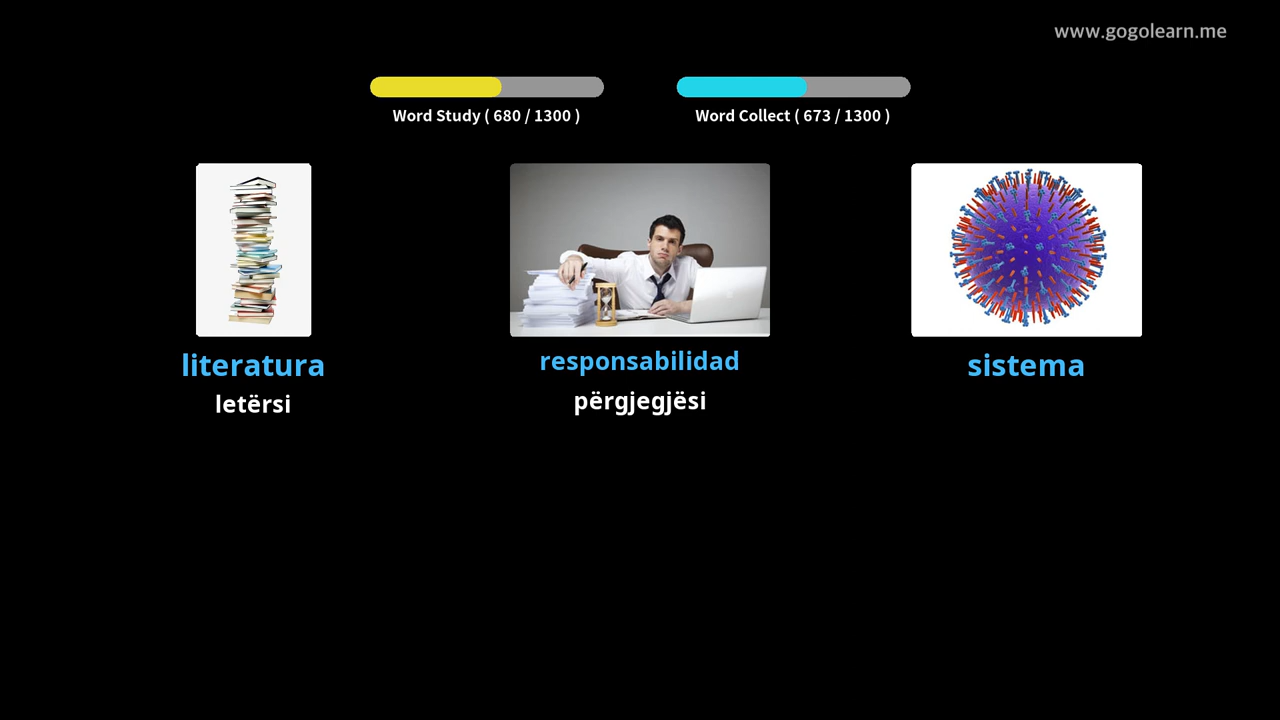 www.gogolearn.me
Word Study ( 680 / 1300 )
Word Collect ( 673 / 1300 )
literatura
letërsi
responsabilidad
përgjegjësi
sistema